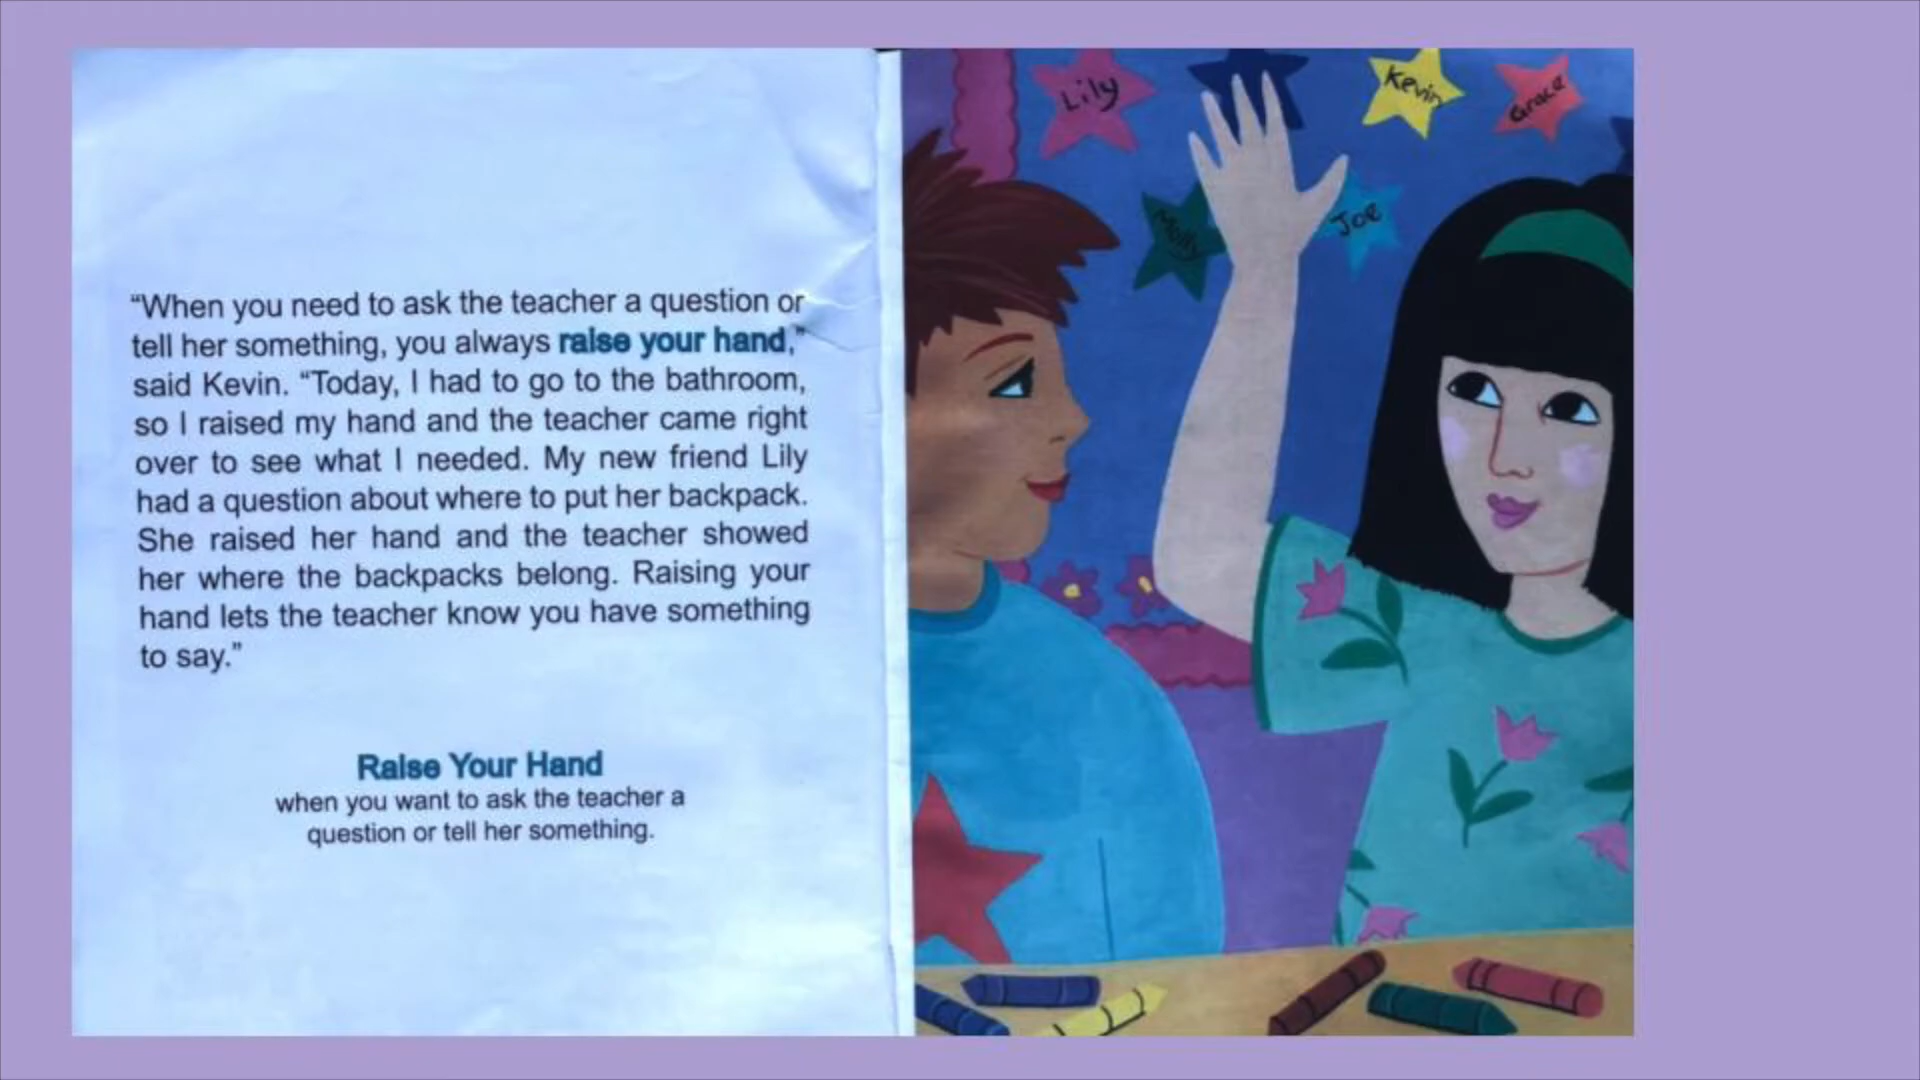 “When you need to ask the teacher a question or
tell her something, you always raise your hand,”
said Kevin. “Today, I had to go to the bathroom,
so I raised my hand and the teacher came right
over to see what I needed. My new friend Lily
had a question about where to put her backpack.
She raised her hand and the teacher showed
her where the backpacks belong. Raising your
hand lets the teacher know you have something
to say.”
Raise Your Hand
when you want to ask the teacher a
question or tell her something.
Lily
Kevin
Grace
Molly
Joe